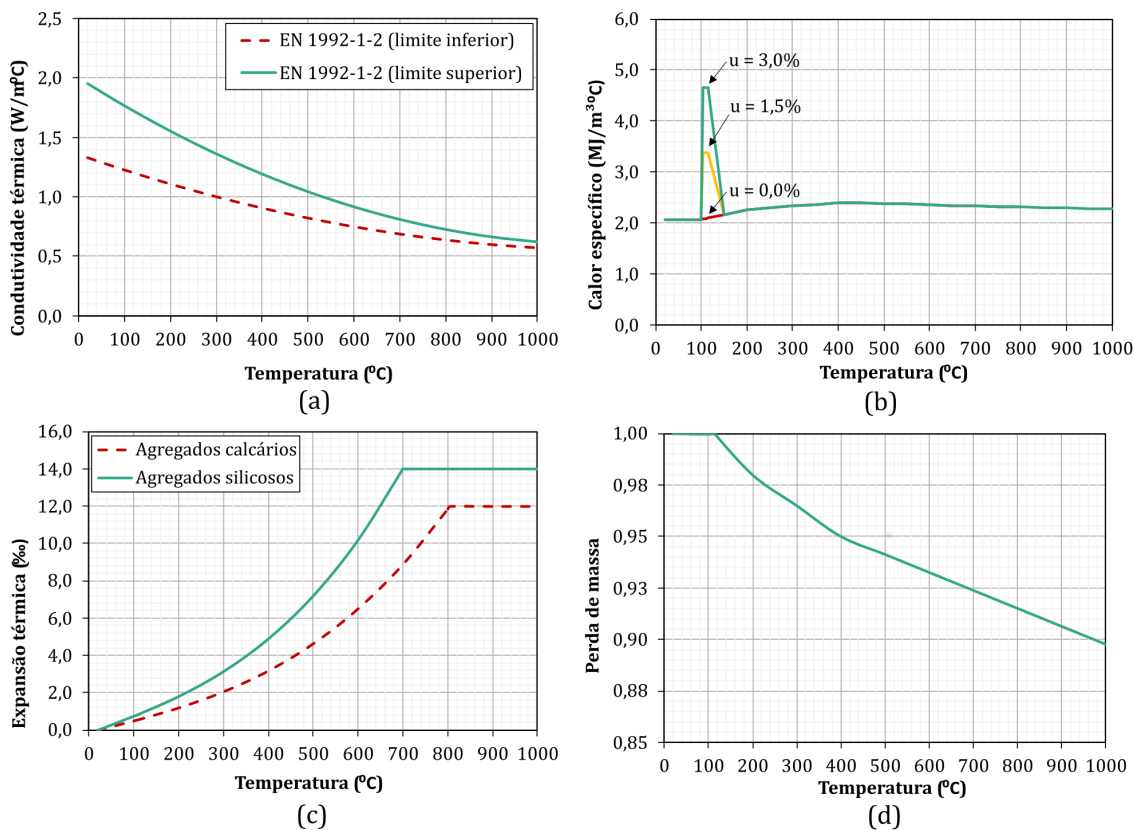 2,5
2,0
1,5
1,0
0,5
0,0
Condutividade térmica (W/mºC)
EN 1992-1-2 (limite inferior)
EN 1992-1-2 (limite superior)
0 100 200 300 400 500 600 700 800 900 1000
Temperatura (ºC)
(a)
6,0
5,0
4,0
3,0
2,0
1,0
0,0
Calor específico (MJ/m³ºC)
u = 3,0%
u = 1,5%
u = 0,0%
0 100 200 300 400 500 600 700 800 900 1000
Temperatura (ºC)
(b)
16,0
14,0
12,0
10,0
8,0
6,0
4,0
2,0
0,0
Expansão térmica (‰)
Agregados calcários
Agregados silicosos
0 100 200 300 400 500 600 700 800 900 1000
Temperatura (ºC)
(c)
1,00
0,98
0,95
0,93
0,90
0,88
0,85
Perda de massa
0 100 200 300 400 500 600 700 800 900 1000
Temperatura (ºC)
(d)